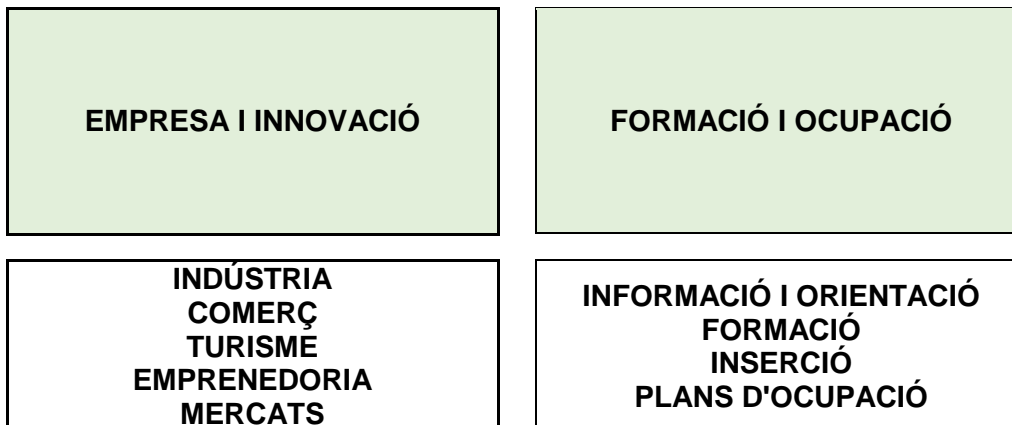 EMPRESA I INNOVACIÓ
FORMACIÓ I OCUPACIÓ
INDÚSTRIA
COMERÇ
TURISME
EMPRENEDORIA
MERCATS
INFORMACIÓ I ORIENTACIÓ
FORMACIÓ
INSERCIÓ
PLANS D'OCUPACIÓ